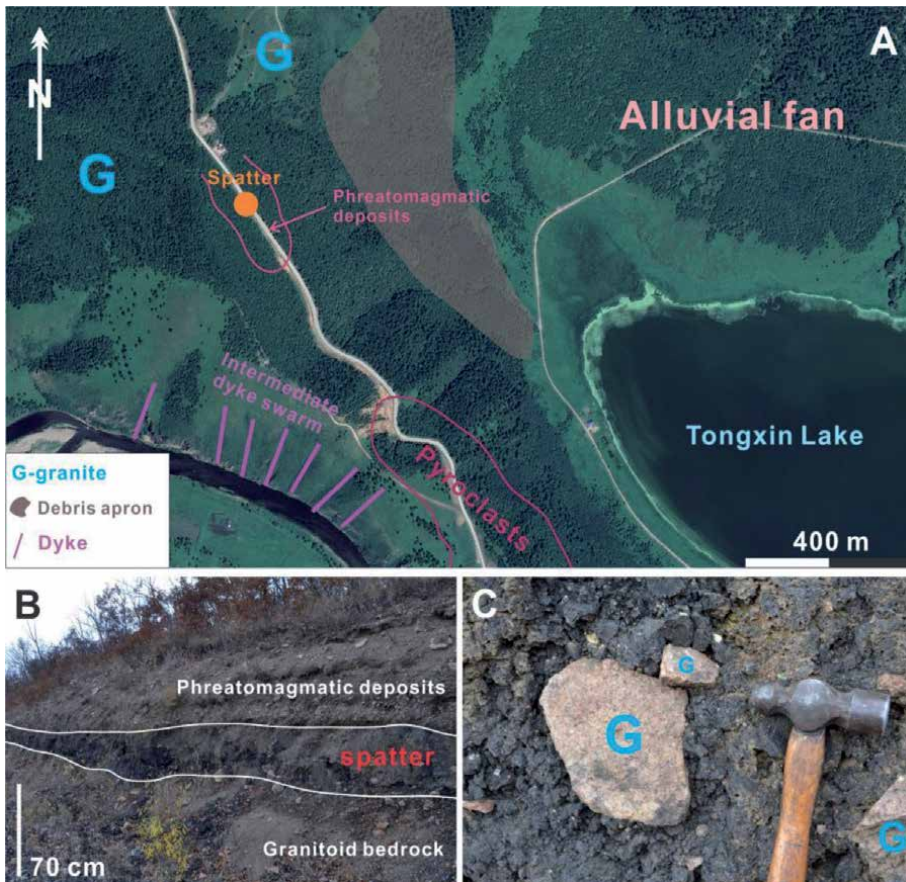 A
G
N
G
Alluvial fan
Spatter
Phreatomagmatic
deposits
Intermediate
dyke swarm
Pyroclasts
Tongxin Lake
G-granite
Debris apron
Dyke
400 m
B
Phreatomagmatic deposits
spatter
Granitoid bedrock
70 cm
C
G
G
G